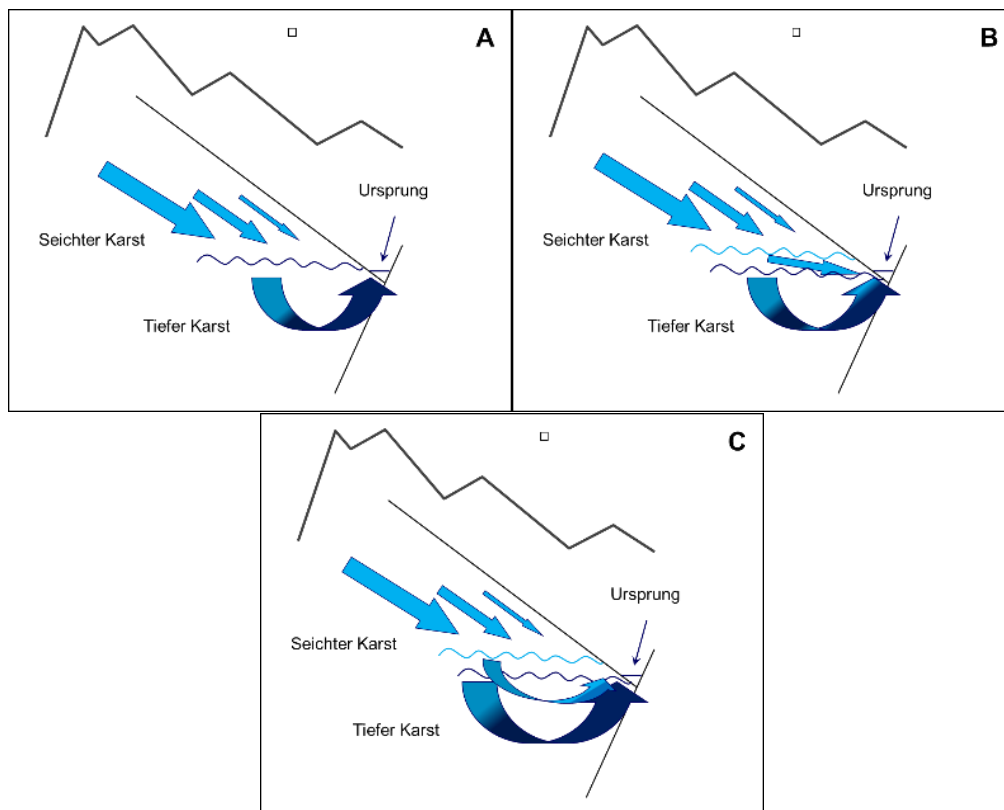 A
Ursprung
Seichter Karst
Tiefer Karst
B
Ursprung
Seichter Karst
Tiefer Karst
C
Ursprung
Seichter Karst
Tiefer Karst